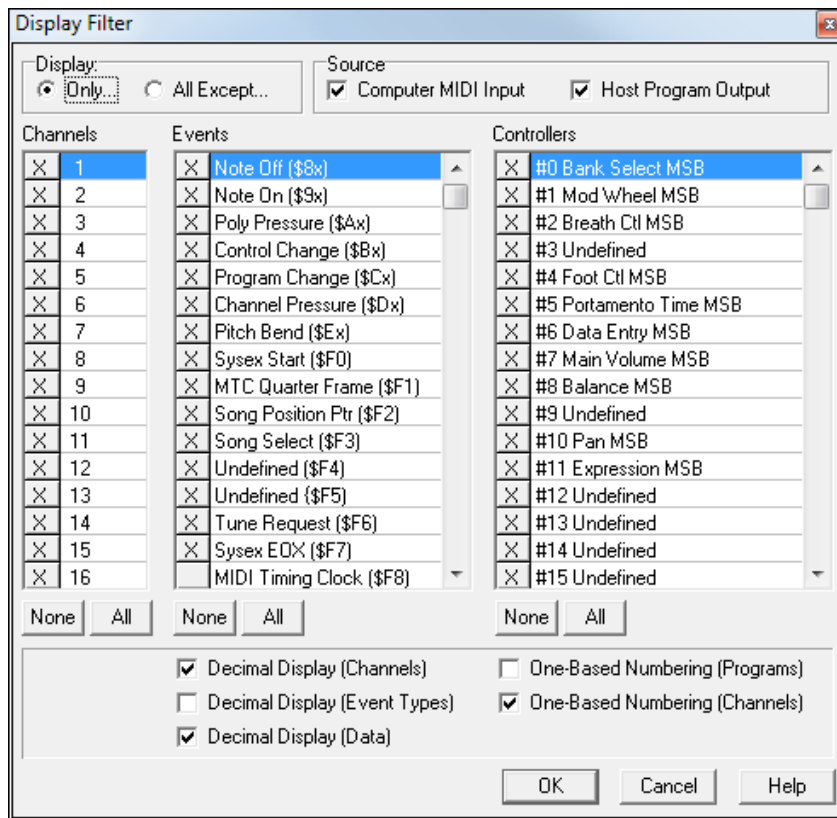 Display Filter
x
Display:
Only...
All Except...
Source
Computer MIDI Input
Host Program Output
Channels
Events
Controllers
X 1
X 2
X 3
X 4
X 5
X 6
X 7
X 8
X 9
X 10
X 11
X 12
X 13
X 14
X 15
X 16
X Note Off ($8x)
X Note On ($9x)
X Poly Pressure ($Ax)
X Control Change ($Bx)
X Program Change ($Cx)
X Channel Pressure ($Dx)
X Pitch Bend ($Ex)
X Sysex Start ($F0)
X MTC Quarter Frame ($F1)
X Song Position Ptr ($F2)
X Song Select ($F3)
X Undefined ($F4)
X Undefined {$F5)
X Tune Request ($F6)
X Sysex EOX ($F7)
MIDI Timing Clock ($F8)
X #0 Bank Select MSB
X #1 Mod Wheel MSB
X #2 Breath Ctl MSB
X #3 Undefined
X #4 Foot Ctl MSB
X #5 Portamento Time MSB
X #6 Data Entry MSB
X #7 Main Volume MSB
X #8 Balance MSB
X #9 Undefined
X #10 Pan MSB
X #11 Expression MSB
X #12 Undefined
X #13 Undefined
X #14 Undefined
X #15 Undefined
None
All
None
All
None
All
Decimal Display (Channels)
Decimal Display (Event Types)
Decimal Display (Data)
One-Based Numbering (Programs)
One-Based Numbering (Channels)
OK
Cancel
Help